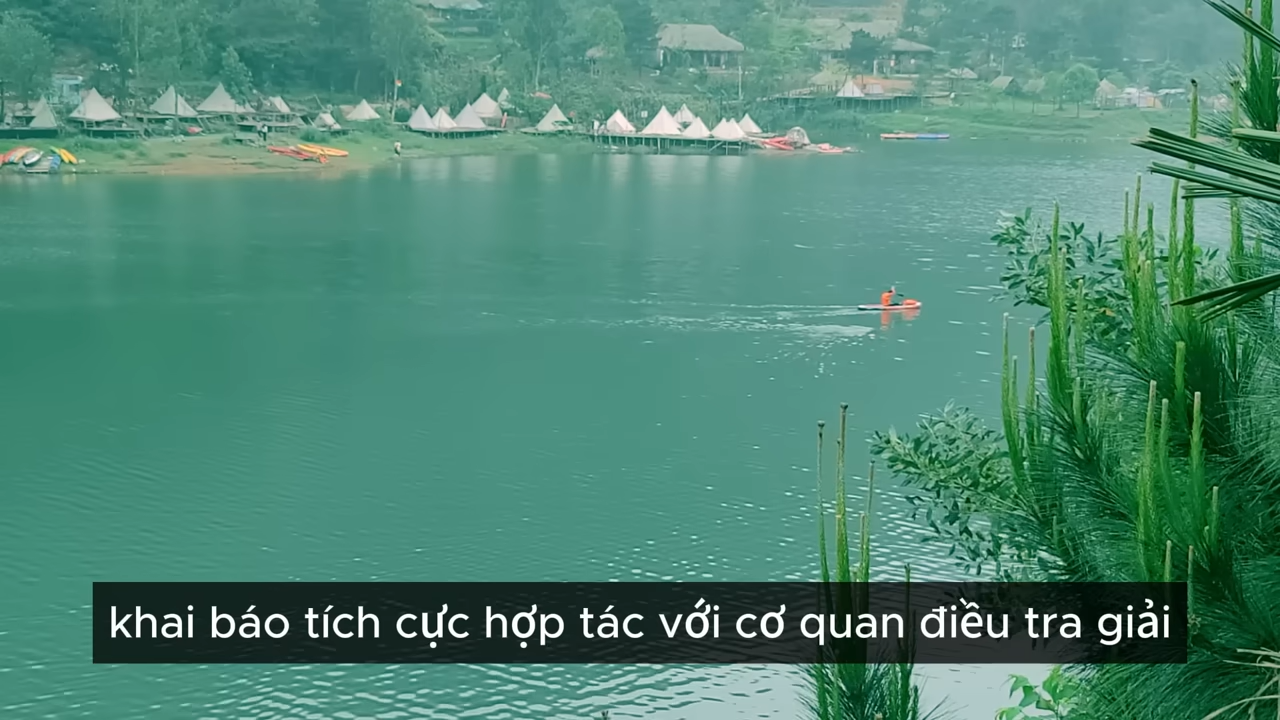 khai báo tích cực hợp tác với cơ quan điều tra giải